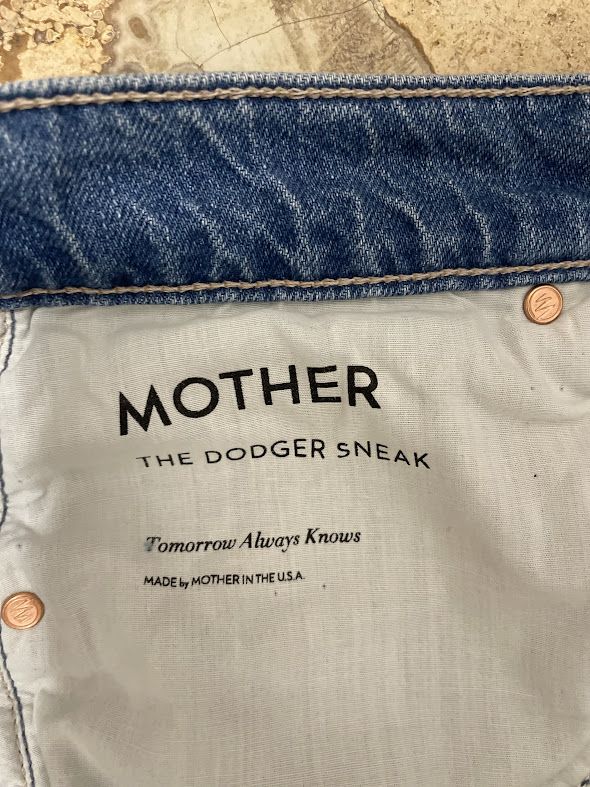 MOTHER
THE DODGER SNEAK
Tomorrow Always Knows
MADE by MOTHER IN THE U.S.A.